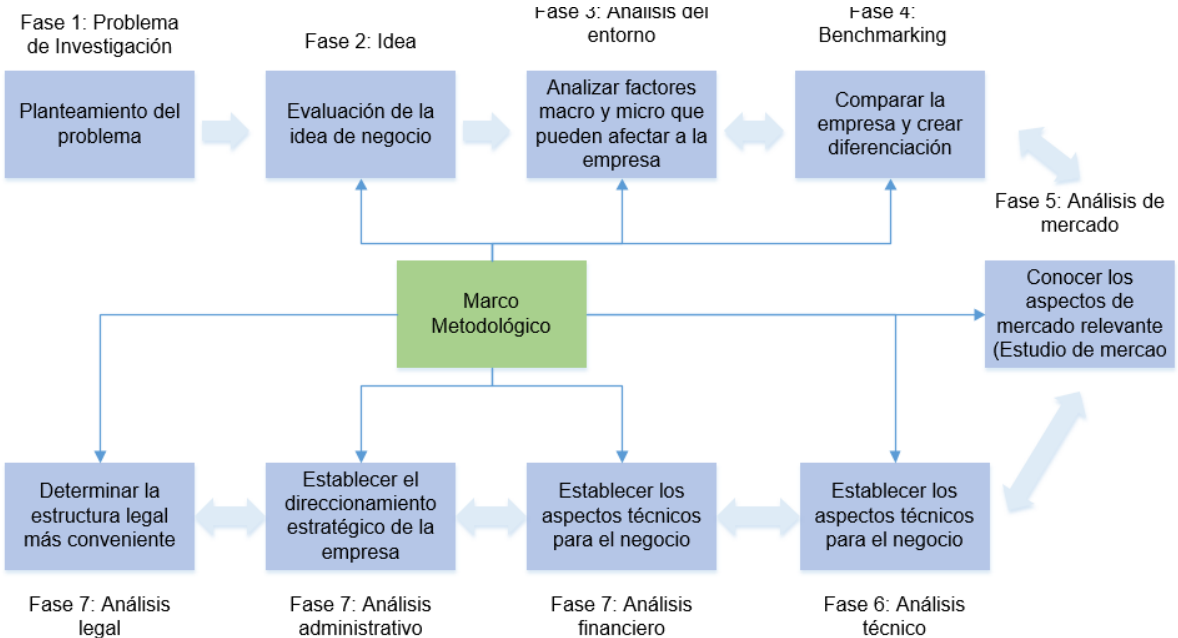 Fase 1: Problema
de Investigación
Fase 2: Idea
Fase 3: Análisis del
entorno
Fase 4:
Benchmarking
Planteamiento del
problema
Evaluación de la
idea de negocio
Analizar factores
macro y micro que
pueden afectar a la
empresa
Comparar la
empresa y crear
diferenciación
Fase 5: Análisis de
mercado
Marco
Metodológico
Conocer los
aspectos de
mercado relevante
(Estudio de mercao
Determinar la
estructura legal
más conveniente
Establecer el
direccionamiento
estratégico de la
empresa
Establecer los
aspectos técnicos
para el negocio
Establecer los
aspectos técnicos
para el negocio
Fase 7: Análisis
legal
Fase 7: Análisis
administrativo
Fase 7: Análisis
financiero
Fase 6: Análisis
técnico